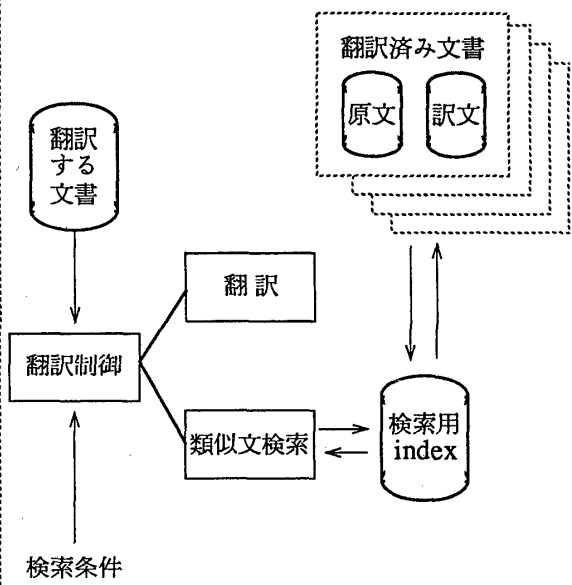 翻訳済み文書
原文
訳文
翻訳
する
文書
翻訳
翻訳制御
類似文検索
検索用
index
検索条件